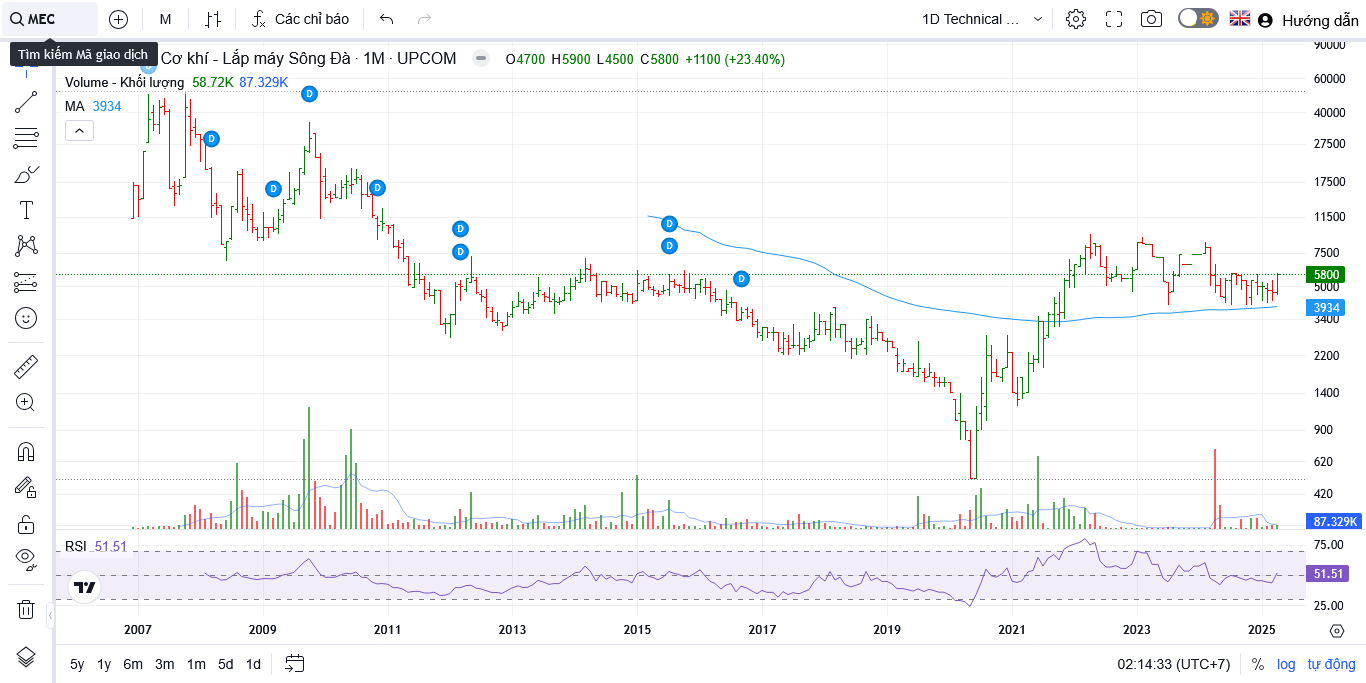 MEC
M
Các chỉ báo
1D Technical ...
Hướng dẫn
Tìm kiếm Mã giao dịch
Cơ khí - Lắp máy Sông Đà · 1M · UPCOM
O4700 H5900 L4500 C5800 +1100 (+23.40%)
Volume - Khối lượng 58.72K 87.329K
MA 3934
D
D
D
D
D
D
D
D
D
90000
60000
40000
27500
17500
11500
7500
5800
5000
3934
3400
2200
1400
900
620
420
87.329K
RSI 51.51
75.00
51.51
25.00
2007 2009 2011 2013 2015 2017 2019 2021 2023 2025
5y 1y 6m 3m 1m 5d 1d
02:14:33 (UTC+7) % log tự động